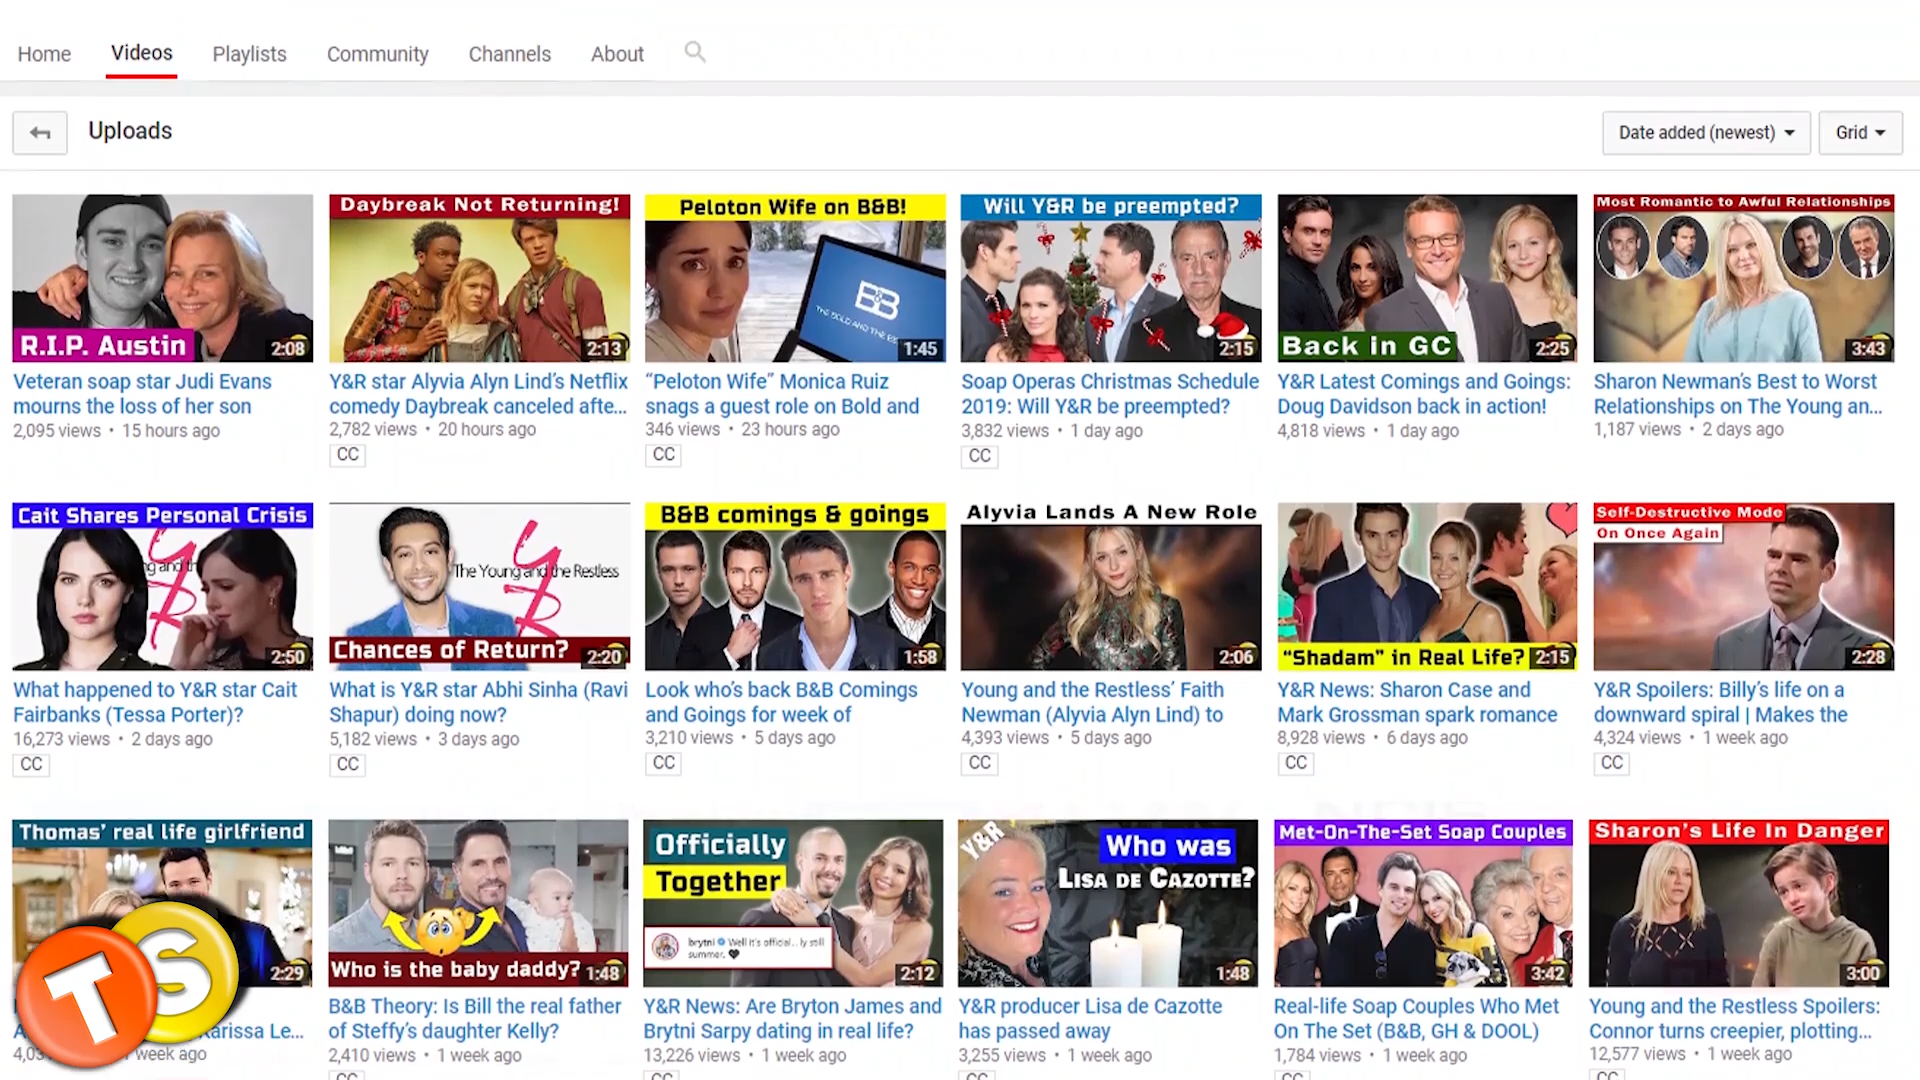 Home Videos Playlists Community Channels About
Uploads
Date added (newest) Grid
R.I.P. Austin
2:08
Veteran soap star Judi Evans
mourns the loss of her son
2,095 views • 15 hours ago
Daybreak Not Returning!
2:13
Y&R star Alyvia Alyn Lind's Netflix
comedy Daybreak canceled afte...
2,782 views • 20 hours ago
CC
Peloton Wife on B&B!
B&B
THE BOLD AND THE
1:45
“Peloton Wife” Monica Ruiz
snags a guest role on Bold and
346 views • 23 hours ago
CC
Will Y&R be preempted?
2:15
Soap Operas Christmas Schedule
2019: Will Y&R be preempted?
3,832 views • 1 day ago
CC
Back in GC
2:25
Y&R Latest Comings and Goings:
Doug Davidson back in action!
4,818 views • 1 day ago
Most Romantic to Awful Relationships
3:43
Sharon Newman's Best to Worst
Relationships on The Young an...
1,187 views • 2 days ago
Cait Shares Personal Crisis
YR
2:50
What happened to Y&R star Cait
Fairbanks (Tessa Porter)?
16,273 views • 2 days ago
CC
The Young and the Restless
YR
Chances of Return?
2:20
What is Y&R star Abhi Sinha (Ravi
Shapur) doing now?
5,182 views • 3 days ago
CC
B&B comings & goings
1:58
Look who's back B&B Comings
and Goings for week of
3,210 views • 5 days ago
CC
Alyvia Lands A New Role
2:06
Young and the Restless’ Faith
Newman (Alyvia Alyn Lind) to
4,393 views • 5 days ago
CC
“Shadam” in Real Life?
2:15
Y&R News: Sharon Case and
Mark Grossman spark romance
8,928 views • 6 days ago
CC
Self-Destructive Mode
On Once Again
2:28
Y&R Spoilers: Billy's life on a
downward spiral | Makes the
4,324 views • 1 week ago
CC
Thomas’ real life girlfriend
2:29
Karissa Le...
week ago
TS
Who is the baby daddy?
1:48
B&B Theory: Is Bill the real father
of Steffy's daughter Kelly?
2,410 views • 1 week ago
CC
Officially
Together
brytni Well it's official... ly still
summer.
2:12
Y&R News: Are Bryton James and
Brytni Sarpy dating in real life?
13,226 views • 1 week ago
CC
Y&R
Who was
Lisa de Cazotte?
1:48
Y&R producer Lisa de Cazotte
has passed away
3,255 views • 1 week ago
CC
Met-On-The-Set Soap Couples
3:42
Real-life Soap Couples Who Met
On The Set (B&B, GH & DOOL)
1,784 views • 1 week ago
CC
Sharon's Life In Danger
3:00
Young and the Restless Spoilers:
Connor turns creepier, plotting...
12,577 views • 1 week ago
CC